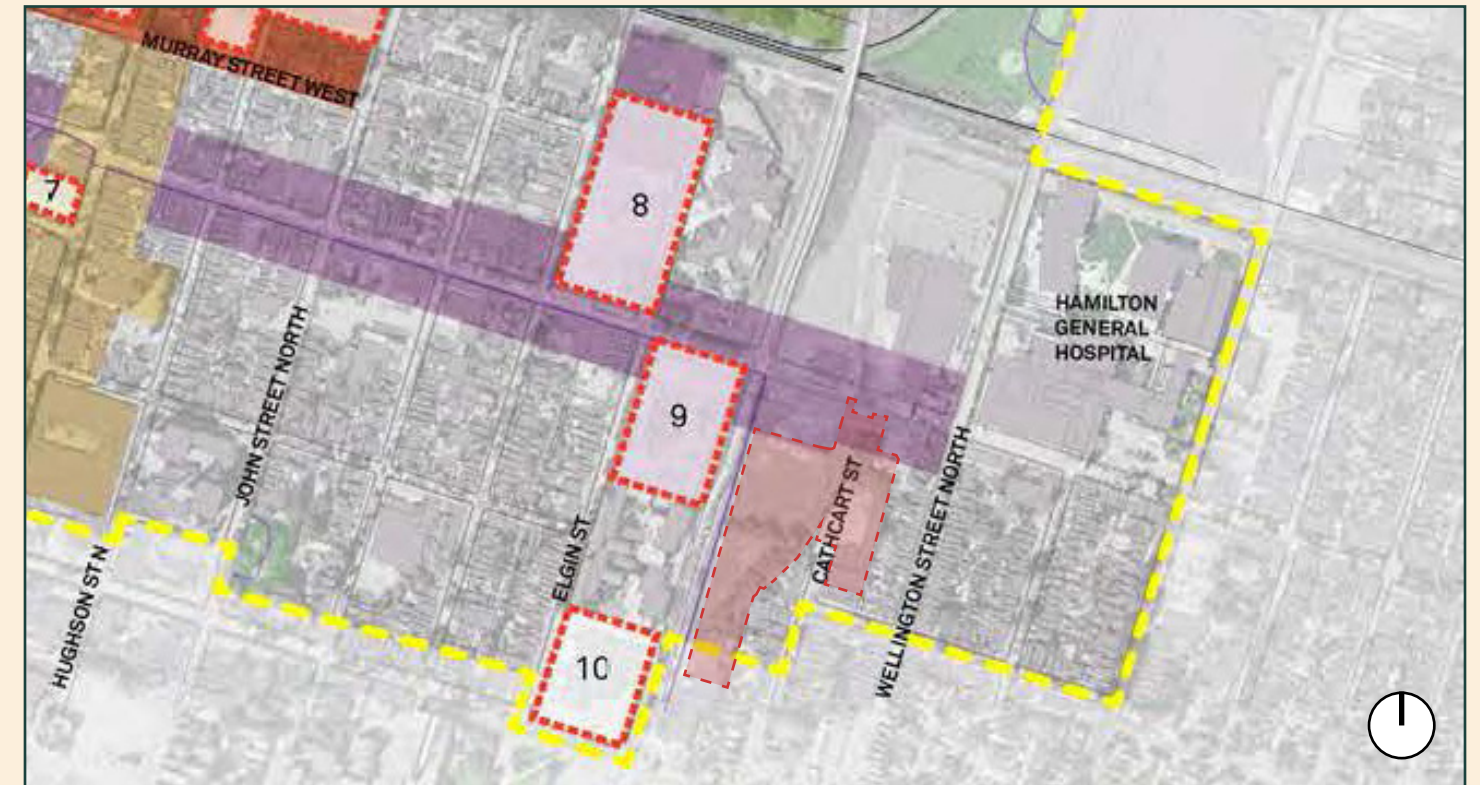 MURRAY STREET WEST
7
8
HAMILTON
GENERAL
HOSPITAL
JOHN STREET NORTH
9
CATHCART ST
WELLINGTON STREET NORTH
ELGIN ST
HUGHSON ST N
10